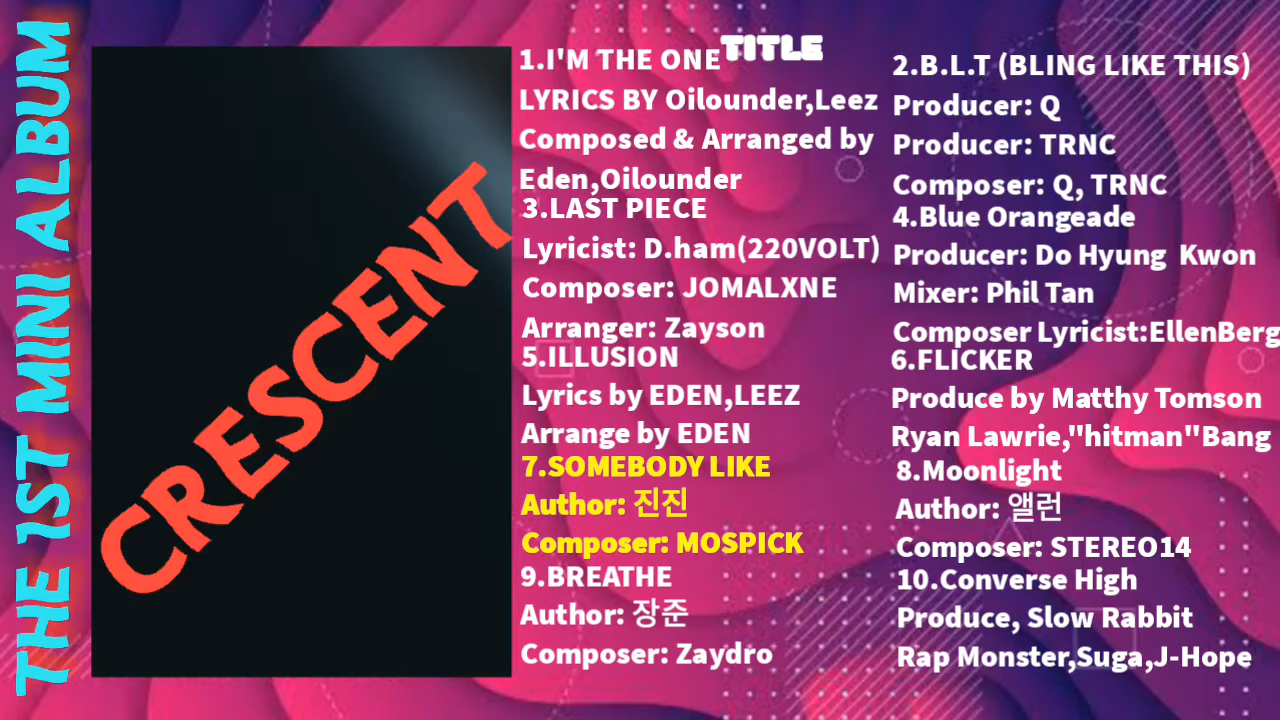 THE 1ST MINI ALBUM
CRESCENT
1.I'M THE ONE TITLE
LYRICS BY Oilounder,Leez
Composed & Arranged by
Eden,Oilounder
2.B.L.T (BLING LIKE THIS)
Producer: Q
Producer: TRNC
Composer: Q, TRNC
3.LAST PIECE
Lyricist: D.ham(220VOLT)
Composer: JOMALXNE
Arranger: Zayson
4.Blue Orangeade
Producer: Do Hyung Kwon
Mixer: Phil Tan
Composer Lyricist:EllenBerg
5.ILLUSION
Lyrics by EDEN,LEEZ
Arrange by EDEN
6.FLICKER
Produce by Matthy Tomson
Ryan Lawrie,"hitman"Bang
7.SOMEBODY LIKE
Author: 진진
Composer: MOSPICK
8.Moonlight
Author: 앨런
Composer: STEREO14
9.BREATHE
Author: 장준
Composer: Zaydro
10.Converse High
Produce, Slow Rabbit
Rap Monster,Suga,J-Hope